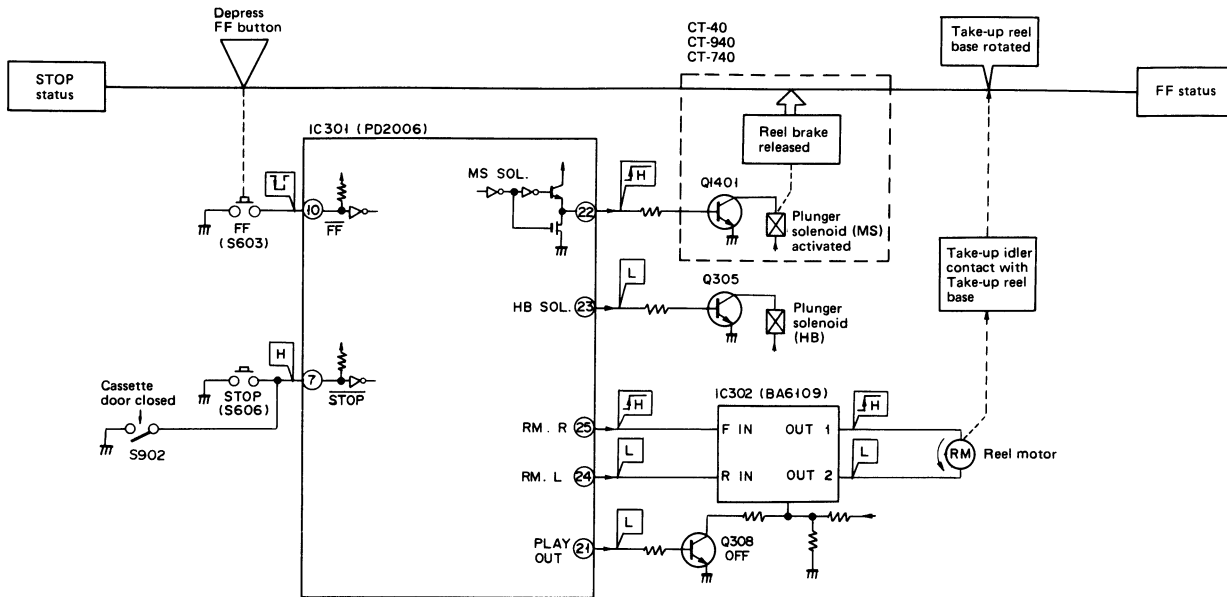 Depress
FF button
CT-40
CT-940
CT-740
Take-up reel
base rotated
STOP
status
FF status
IC301 (PD2006)
Reel brake
released
MS SOL.
H
Q1401
10
FF
FF
(S603)
22
Plunger
solenoid (MS)
activated
Take-up idler
contact with
Take-up reel
base
L
Q305
HB SOL.
23
Plunger
solenoid
(HB)
H
7
STOP
STOP
(S606)
Cassette
door closed
S902
IC302 (BA6109)
H
H
RM. R
25
F IN
OUT 1
RM
Reel motor
L
L
RM. L
24
R IN
OUT 2
L
PLAY
OUT
21
Q308
OFF